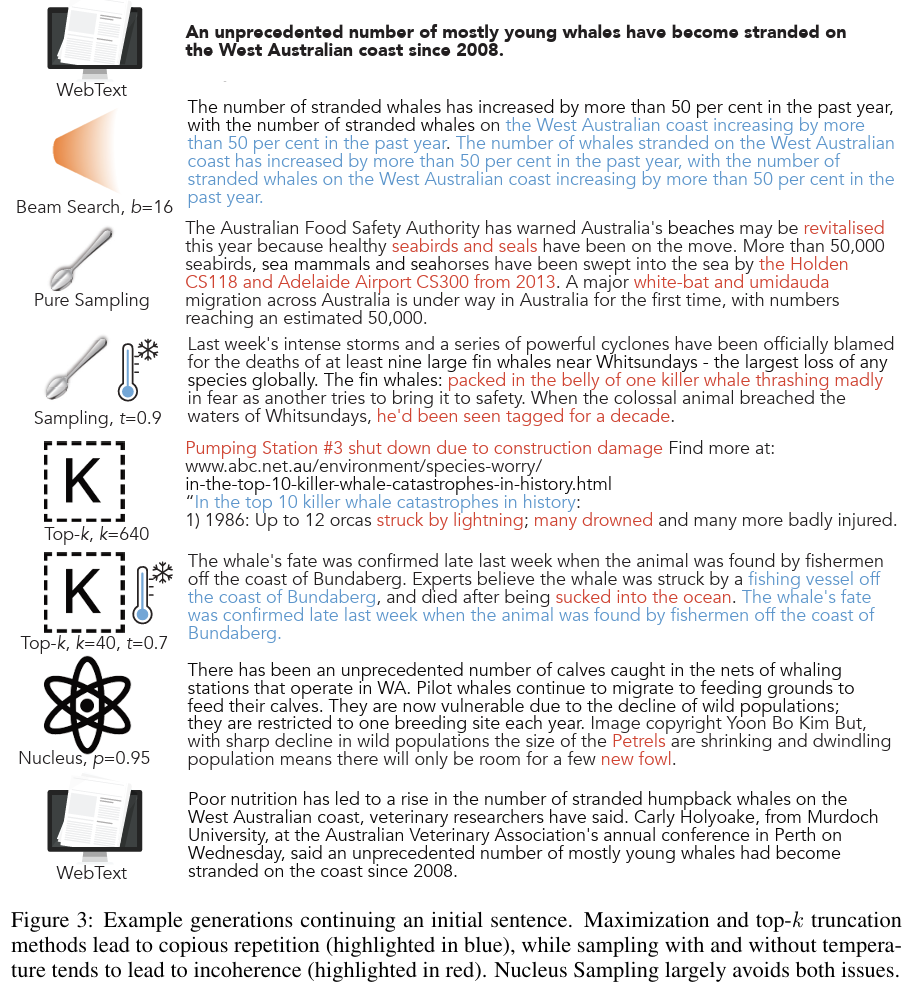 An unprecedented number of mostly young whales have become stranded on
the West Australian coast since 2008.
WebText
The number of stranded whales has increased by more than 50 per cent in the past year,
with the number of stranded whales on the West Australian coast increasing by more
than 50 per cent in the past year. The number of whales stranded on the West Australian
coast has increased by more than 50 per cent in the past year, with the number of
stranded whales on the West Australian coast increasing by more than 50 per cent in the
past year.
Beam Search, b=16
The Australian Food Safety Authority has warned Australia's beaches may be revitalised
this year because healthy seabirds and seals have been on the move. More than 50,000
seabirds, sea mammals and seahorses have been swept into the sea by the Holden
CS118 and Adelaide Airport CS300 from 2013. A major white-bat and umidauda
migration across Australia is under way in Australia for the first time, with numbers
reaching an estimated 50,000.
Pure Sampling
Last week's intense storms and a series of powerful cyclones have been officially blamed
for the deaths of at least nine large fin whales near Whitsundays - the largest loss of any
species globally. The fin whales: packed in the belly of one killer whale thrashing madly
in fear as another tries to bring it to safety. When the colossal animal breached the
waters of Whitsundays, he'd been seen tagged for a decade.
Sampling, t=0.9
K
Pumping Station #3 shut down due to construction damage Find more at:
www.abc.net.au/environment/species-worry/
in-the-top-10-killer-whale-catastrophes-in-history.html
“In the top 10 killer whale catastrophes in history:
1) 1986: Up to 12 orcas struck by lightning; many drowned and many more badly injured.
Top-k, k=640
K
The whale's fate was confirmed late last week when the animal was found by fishermen
off the coast of Bundaberg. Experts believe the whale was struck by a fishing vessel off
the coast of Bundaberg, and died after being sucked into the ocean. The whale's fate
was confirmed late last week when the animal was found by fishermen off the coast of
Bundaberg.
Top-k, k=40, t=0.7
There has been an unprecedented number of calves caught in the nets of whaling
stations that operate in WA. Pilot whales continue to migrate to feeding grounds to
feed their calves. They are now vulnerable due to the decline of wild populations;
they are restricted to one breeding site each year. Image copyright Yoon Bo Kim But,
with sharp decline in wild populations the size of the Petrels are shrinking and dwindling
population means there will only be room for a few new fowl.
Nucleus, p=0.95
Poor nutrition has led to a rise in the number of stranded humpback whales on the
West Australian coast, veterinary researchers have said. Carly Holyoake, from Murdoch
University, at the Australian Veterinary Association's annual conference in Perth on
Wednesday, said an unprecedented number of mostly young whales had become
stranded on the coast since 2008.
WebText
Figure 3: Example generations continuing an initial sentence. Maximization and top-k truncation
methods lead to copious repetition (highlighted in blue), while sampling with and without tempera-
ture tends to lead to incoherence (highlighted in red). Nucleus Sampling largely avoids both issues.